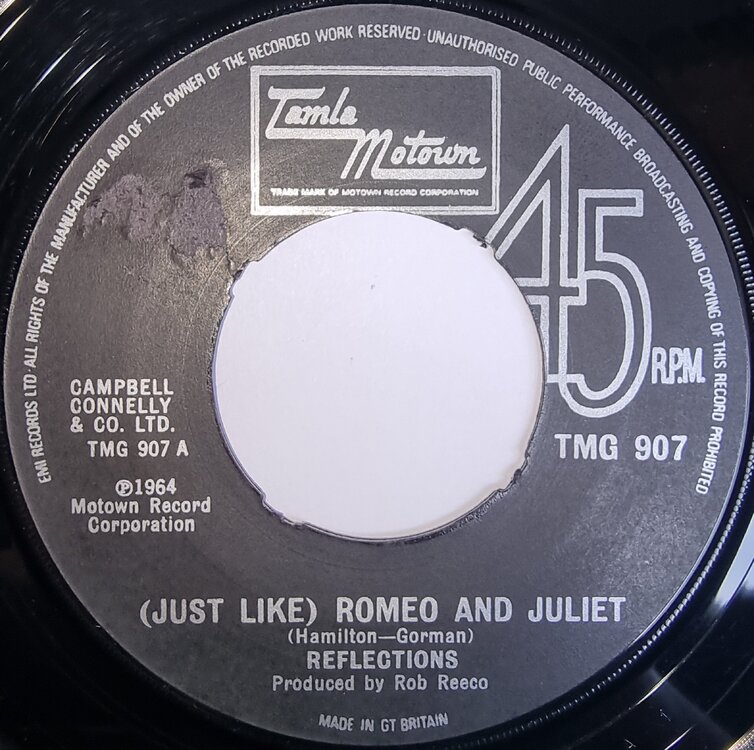 EMI RECORDS LTD·ALL RIGHTS OF THE MANUFACTURER AND OF THE OWNER OF THE RECORDED WORK RESERVED·UNAUTHORISED PUBLIC PERFORMANCE BROADCASTING AND COPYING OF THIS RECORD PROHIBITED
Tamla
Motown
TRADE MARK OF MOTOWN RECORD CORPORATION
45
R.P.M.
CAMPBELL
CONNELLY
& CO. LTD.
TMG 907 A
TMG 907
℗1964
Motown Record
Corporation
(JUST LIKE) ROMEO AND JULIET
(Hamilton—Gorman)
REFLECTIONS
Produced by Rob Reeco
MADE IN GT BRITAIN